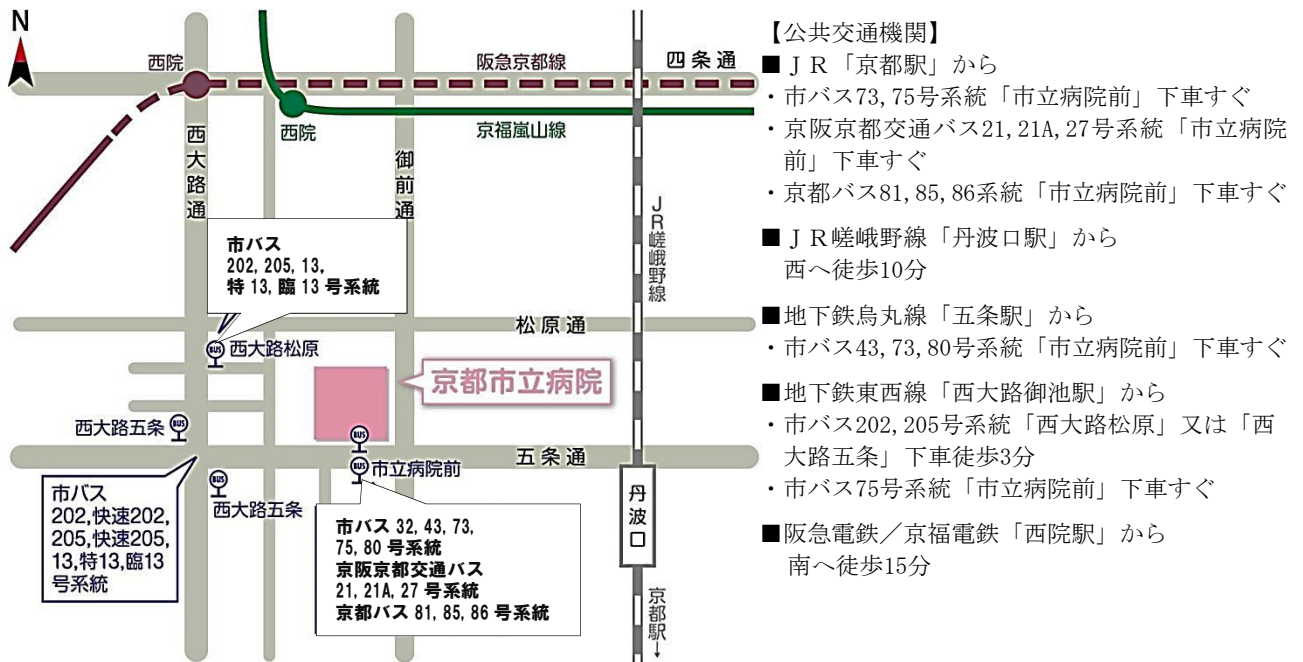 N
西院
阪急京都線
四条通
西院
京福嵐山線
西大路通
御前通
JR嵯峨野線
市バス
202, 205, 13,
特 13, 臨 13 号系統
松原通
BUS 西大路松原
京都市立病院
西大路五条 BUS
BUS
五条通
BUS 市立病院前
BUS
西大路五条
市バス
202,快速202,
205,快速205,
13,特13,臨13
号系統
市バス 32, 43, 73,
75, 80 号系統
京阪京都交通バス
21, 21A, 27 号系統
京都バス 81, 85, 86 号系統
丹波口
京都駅→
【公共交通機関】
■ＪＲ「京都駅」から
・市バス73,75号系統「市立病院前」下車すぐ
・京阪京都交通バス21,21A,27号系統「市立病院
前」下車すぐ
・京都バス81,85,86系統「市立病院前」下車すぐ
■ＪＲ嵯峨野線「丹波口駅」から
西へ徒歩10分
■地下鉄烏丸線「五条駅」から
・市バス43,73,80号系統「市立病院前」下車すぐ
■地下鉄東西線「西大路御池駅」から
・市バス202,205号系統「西大路松原」又は「西
大路五条」下車徒歩3分
・市バス75号系統「市立病院前」下車すぐ
■阪急電鉄／京福電鉄「西院駅」から
南へ徒歩15分